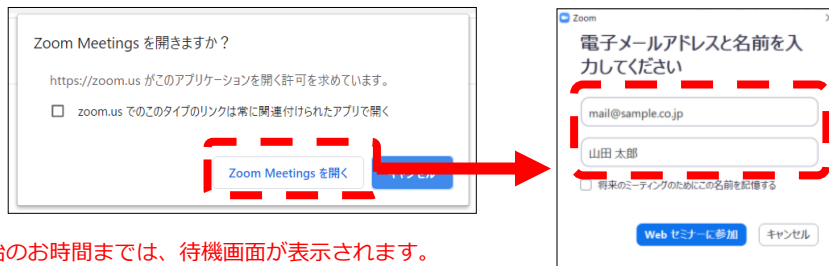 Zoom Meetings を開きますか？
https://zoom.us がこのアプリケーションを開く許可を求めています。
zoom.us でのこのタイプのリンクは常に関連付けられたアプリで開く
Zoom Meetings を開く
キャンセル
Zoom
電子メールアドレスと名前を入
力してください
mail@sample.co.jp
山田 太郎
将来のミーティングのためにこの名前を記憶する
Web セミナーに参加
キャンセル
のお時間までは、待機画面が表示されます。